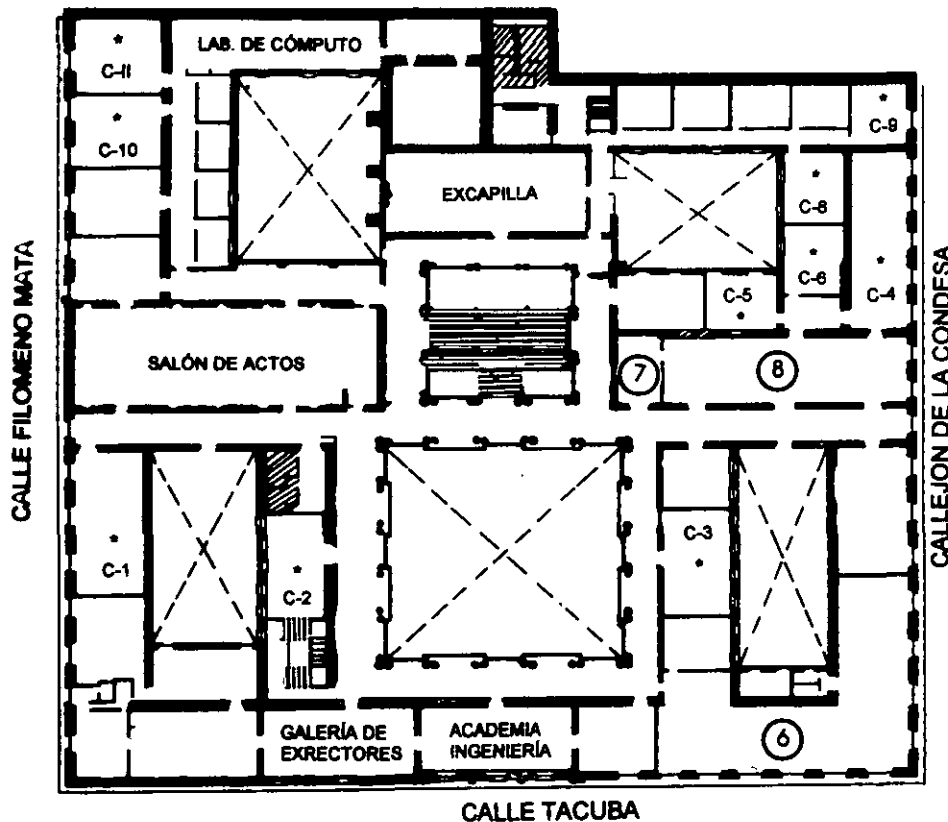 LAB. DE CÓMPUTO
C-11
C-10
C-9
EXCAPILLA
C-8
C-6
C-5
C-4
SALÓN DE ACTOS
7
8
CALLE FILOMENO MATA
CALLEJON DE LA CONDESA
C-1
C-2
C-3
GALERÍA DE
EXRECTORES
ACADEMIA
INGENIERÍA
6
CALLE TACUBA